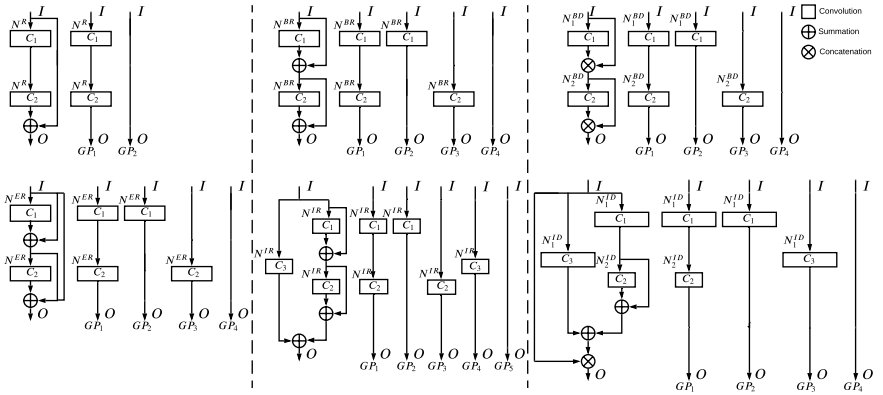 I I I
N^R N^R
C_1 C_1
N^R N^R
C_2 C_2
O O O
GP_1 GP_2
I I I I I
N^{BR} N^{BR} N^{BR}
C_1 C_1 C_1
N^{BR} N^{BR} N^{BR}
C_2 C_2 C_2
O O O O O
GP_1 GP_2 GP_3 GP_4
I I I I I
N_1^{BD} N_1^{BD} N_1^{BD}
C_1 C_1 C_1
N_2^{BD} N_2^{BD} N_2^{BD}
C_2 C_2 C_2
O O O O O
GP_1 GP_2 GP_3 GP_4
Convolution
Summation
Concatenation
I I I I I
N^{ER} N^{ER} N^{ER}
C_1 C_1 C_1
N^{ER} N^{ER} N^{ER}
C_2 C_2 C_2
O O O O O
GP_1 GP_2 GP_3 GP_4
I I I I I I
N^{IR} N^{IR} N^{IR}
C_1 C_1 C_1
N^{IR} N^{IR}
C_3 C_3
N^{IR} N^{IR} N^{IR}
C_2 C_2 C_2
O O O O O O
GP_1 GP_2 GP_3 GP_4 GP_5
I I I I I
N_1^{ID} N_1^{ID} N_1^{ID}
C_1 C_1 C_1
N_1^{ID} N_1^{ID}
C_3 C_3
N_2^{ID} N_2^{ID}
C_2 C_2
O O O O O
GP_1 GP_2 GP_3 GP_4